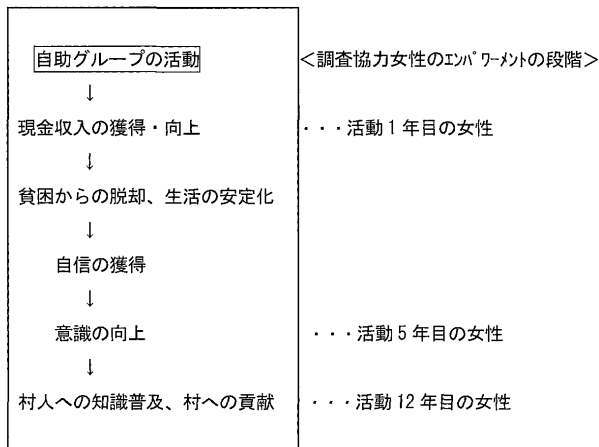 自助グループの活動 <調査協力女性のエンパワーメントの段階>
↓
現金収入の獲得・向上 ・・・活動1年目の女性
↓
貧困からの脱却、生活の安定化
↓
自信の獲得
↓
意識の向上 ・・・活動5年目の女性
↓
村人への知識普及、村への貢献 ・・・活動12年目の女性